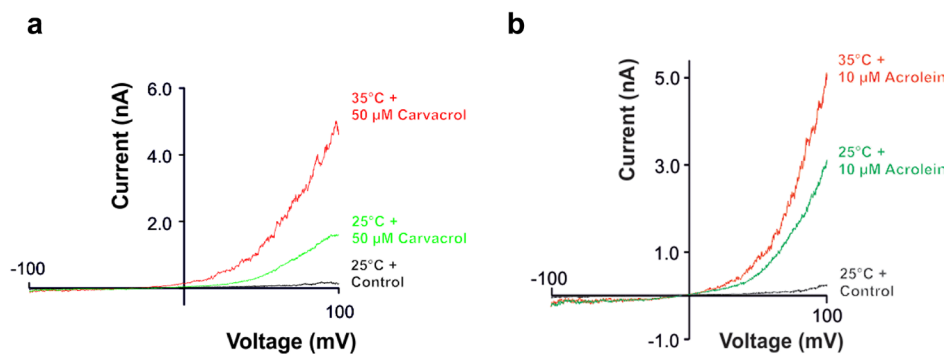 a
6.0
4.0
2.0
-100
100
Current (nA)
Voltage (mV)
35°C +
50 µM Carvacrol
25°C +
50 µM Carvacrol
25°C +
Control
b
5.0
3.0
1.0
-1.0
-100
100
Current (nA)
Voltage (mV)
35°C +
10 µM Acrolein
25°C +
10 µM Acrolein
25°C +
Control